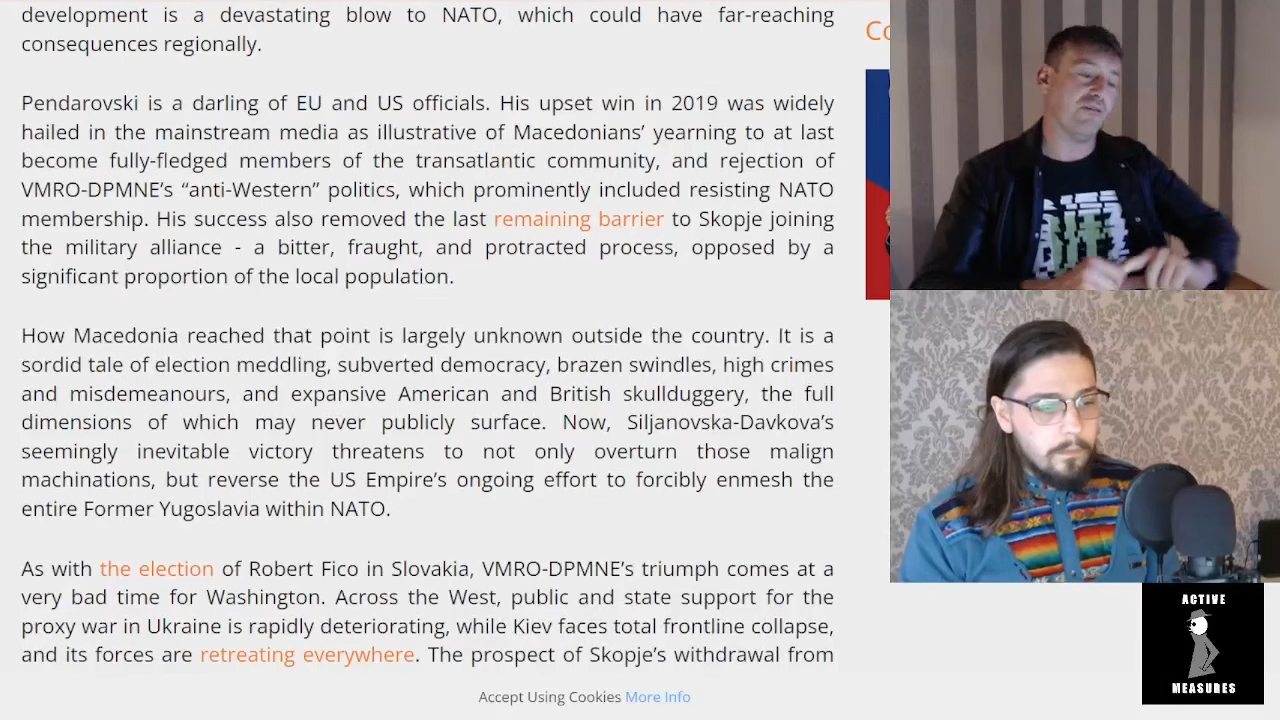 development is a devastating blow to NATO, which could have far-reaching
consequences regionally.
Pendarovski is a darling of EU and US officials. His upset win in 2019 was widely
hailed in the mainstream media as illustrative of Macedonians’ yearning to at last
become fully-fledged members of the transatlantic community, and rejection of
VMRO-DPMNE’s “anti-Western” politics, which prominently included resisting NATO
membership. His success also removed the last remaining barrier to Skopje joining
the military alliance - a bitter, fraught, and protracted process, opposed by a
significant proportion of the local population.
How Macedonia reached that point is largely unknown outside the country. It is a
sordid tale of election meddling, subverted democracy, brazen swindles, high crimes
and misdemeanours, and expansive American and British skullduggery, the full
dimensions of which may never publicly surface. Now, Siljanovska-Davkova’s
seemingly inevitable victory threatens to not only overturn those malign
machinations, but reverse the US Empire’s ongoing effort to forcibly enmesh the
entire Former Yugoslavia within NATO.
As with the election of Robert Fico in Slovakia, VMRO-DPMNE’s triumph comes at a
very bad time for Washington. Across the West, public and state support for the
proxy war in Ukraine is rapidly deteriorating, while Kiev faces total frontline collapse,
and its forces are retreating everywhere. The prospect of Skopje’s withdrawal from
Accept Using Cookies More Info
ACTIVE
MEASURES